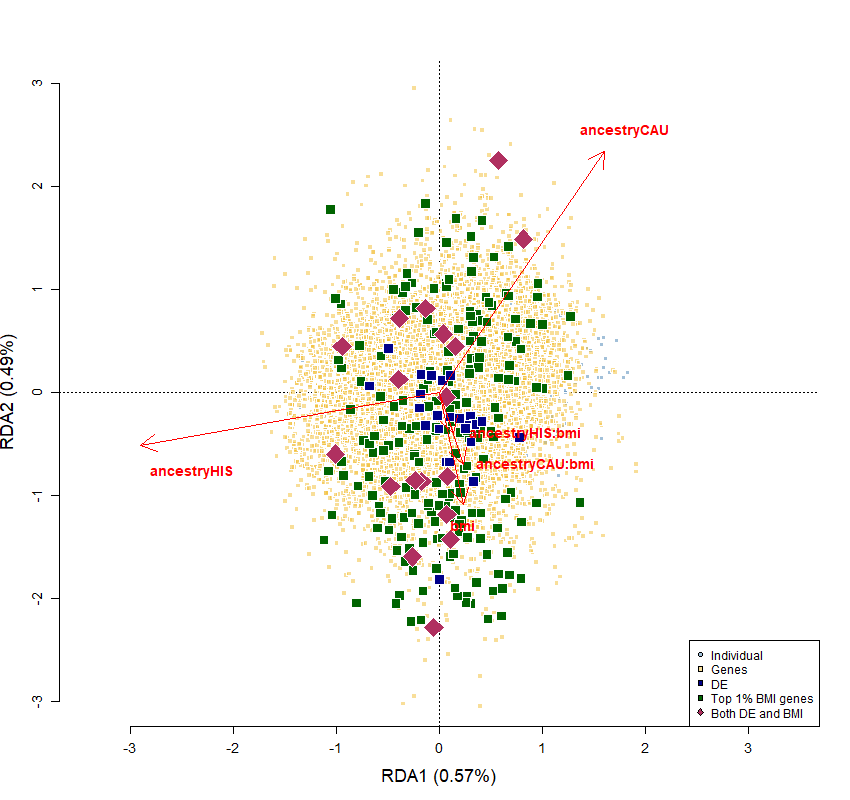 ancestryCAU
ancestryHIS
ancestryHIS:bmi
ancestryCAU:bmi
bmi
RDA2 (0.49%)
3
2
1
0
-1
-2
-3
-3
-2
-1
0
1
2
3
RDA1 (0.57%)
Individual
Genes
DE
Top 1% BMI genes
Both DE and BMI